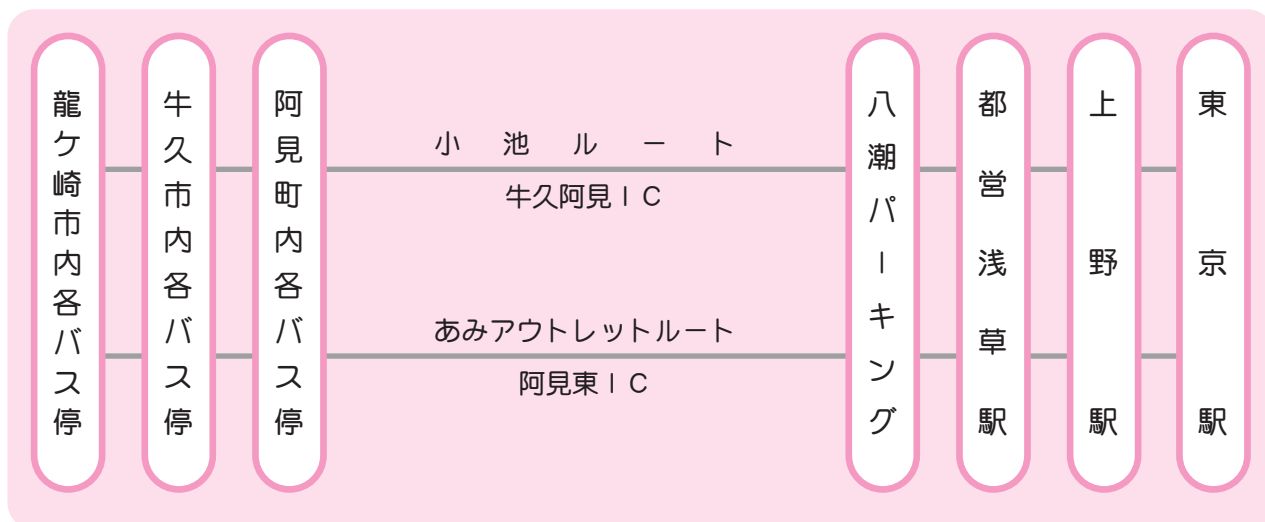 龍ケ崎市内各バス停
牛久市内各バス停
阿見町内各バス停
小池ルート
牛久阿見IC
あみアウトレットルート
阿見東IC
八潮パーキング
都営浅草駅
上野駅
東京駅